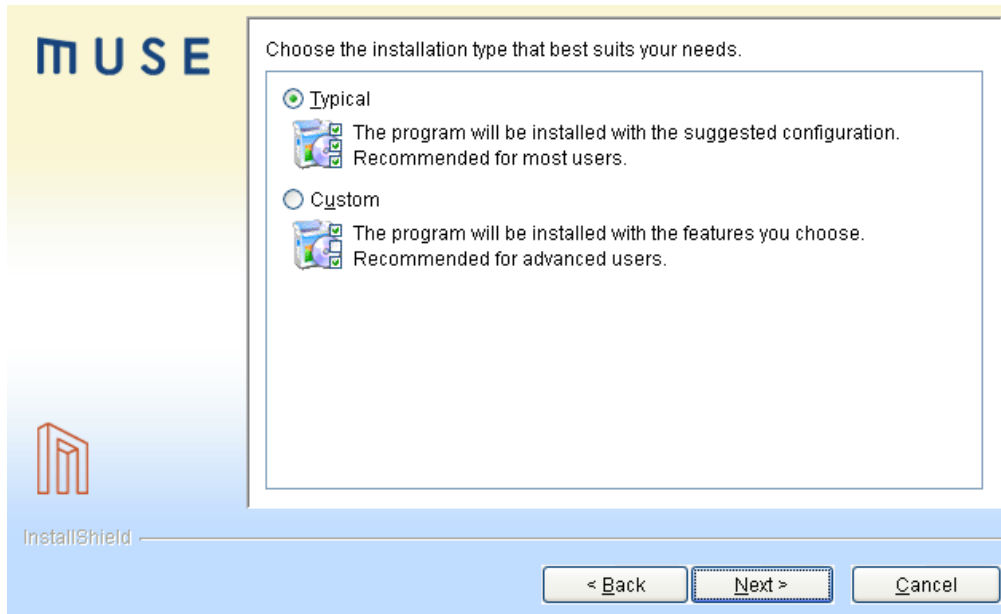 MUSE
Choose the installation type that best suits your needs.
Typical
The program will be installed with the suggested configuration.
Recommended for most users.
Custom
The program will be installed with the features you choose.
Recommended for advanced users.
InstallShield
< Back
Next >
Cancel